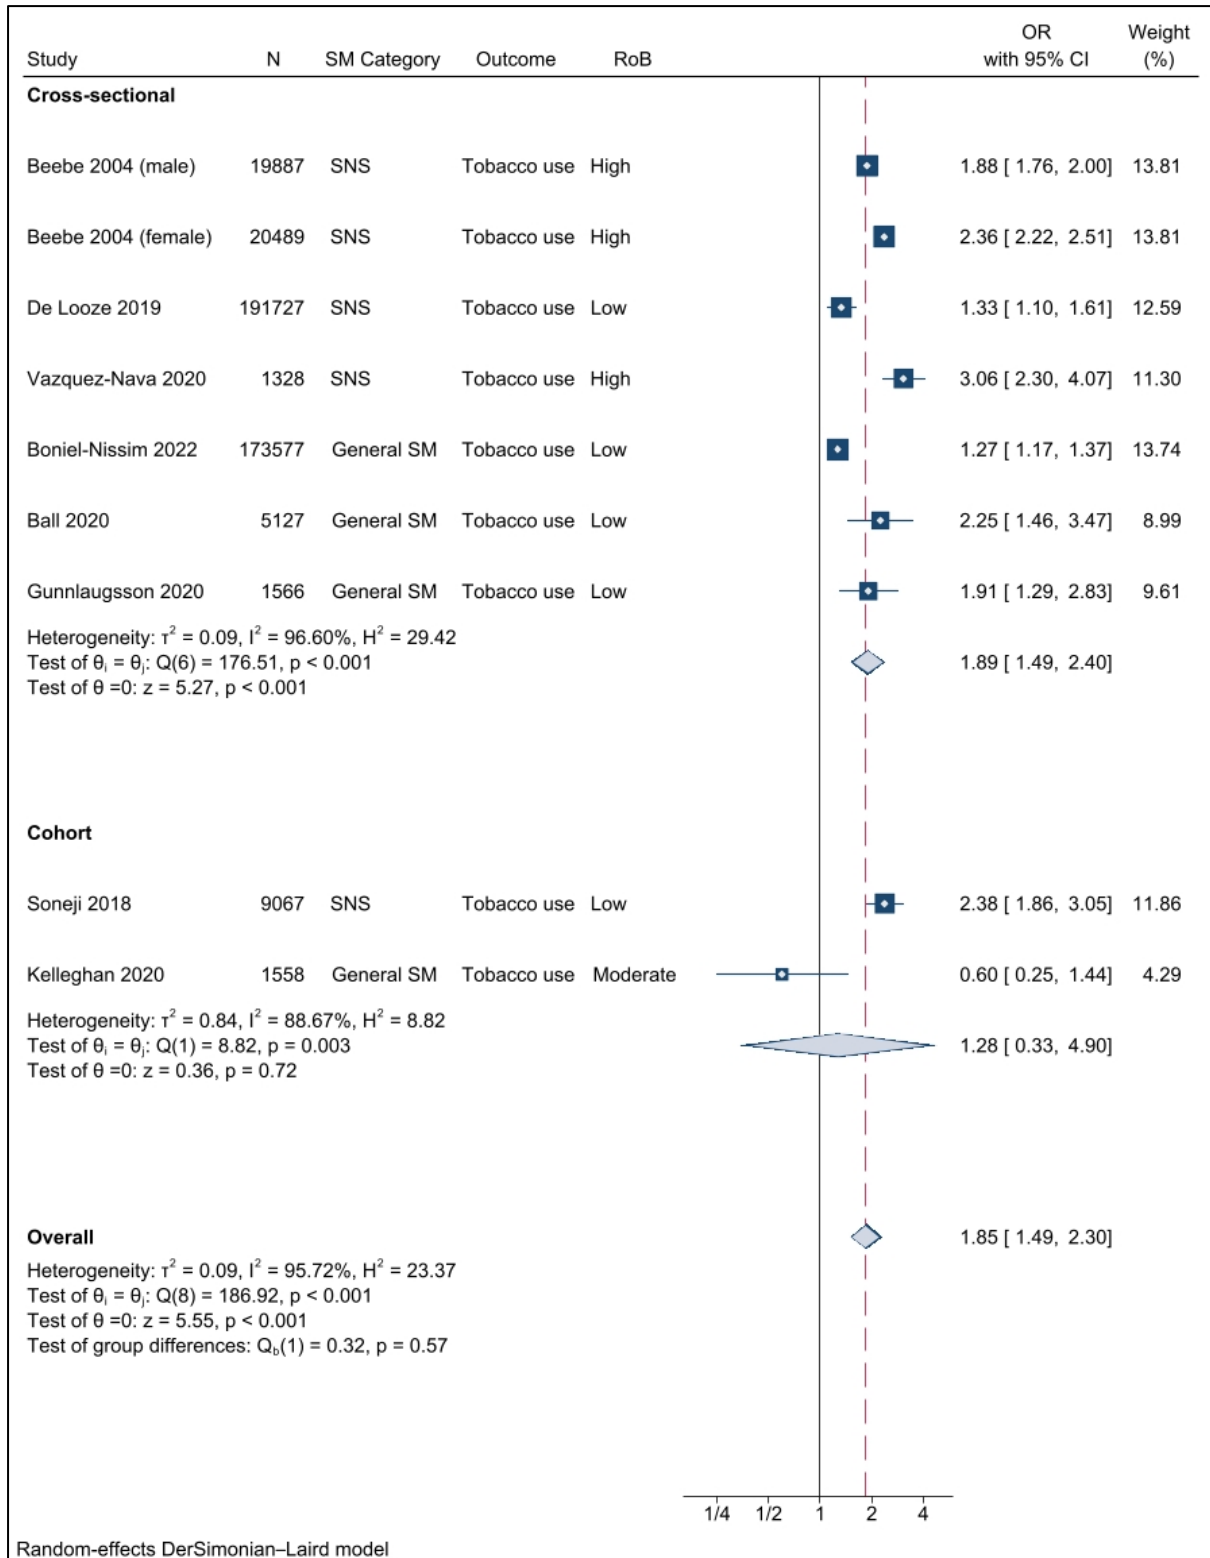 OR Weight
Study N SM Category Outcome RoB with 95% CI (%)
Cross-sectional
Beebe 2004 (male) 19887 SNS Tobacco use High 1.88 [ 1.76, 2.00] 13.81
Beebe 2004 (female) 20489 SNS Tobacco use High 2.36 [ 2.22, 2.51] 13.81
De Looze 2019 191727 SNS Tobacco use Low 1.33 [ 1.10, 1.61] 12.59
Vazquez-Nava 2020 1328 SNS Tobacco use High 3.06 [ 2.30, 4.07] 11.30
Boniel-Nissim 2022 173577 General SM Tobacco use Low 1.27 [ 1.17, 1.37] 13.74
Ball 2020 5127 General SM Tobacco use Low 2.25 [ 1.46, 3.47] 8.99
Gunnlaugsson 2020 1566 General SM Tobacco use Low 1.91 [ 1.29, 2.83] 9.61
Heterogeneity: τ² = 0.09, I² = 96.60%, H² = 29.42
Test of θᵢ = θⱼ: Q(6) = 176.51, p < 0.001 1.89 [ 1.49, 2.40]
Test of θ =0: z = 5.27, p < 0.001
Cohort
Soneji 2018 9067 SNS Tobacco use Low 2.38 [ 1.86, 3.05] 11.86
Kelleghan 2020 1558 General SM Tobacco use Moderate 0.60 [ 0.25, 1.44] 4.29
Heterogeneity: τ² = 0.84, I² = 88.67%, H² = 8.82
Test of θᵢ = θⱼ: Q(1) = 8.82, p = 0.003 1.28 [ 0.33, 4.90]
Test of θ =0: z = 0.36, p = 0.72
Overall 1.85 [ 1.49, 2.30]
Heterogeneity: τ² = 0.09, I² = 95.72%, H² = 23.37
Test of θᵢ = θⱼ: Q(8) = 186.92, p < 0.001
Test of θ =0: z = 5.55, p < 0.001
Test of group differences: Q_b(1) = 0.32, p = 0.57
1/4 1/2 1 2 4
Random-effects DerSimonian–Laird model